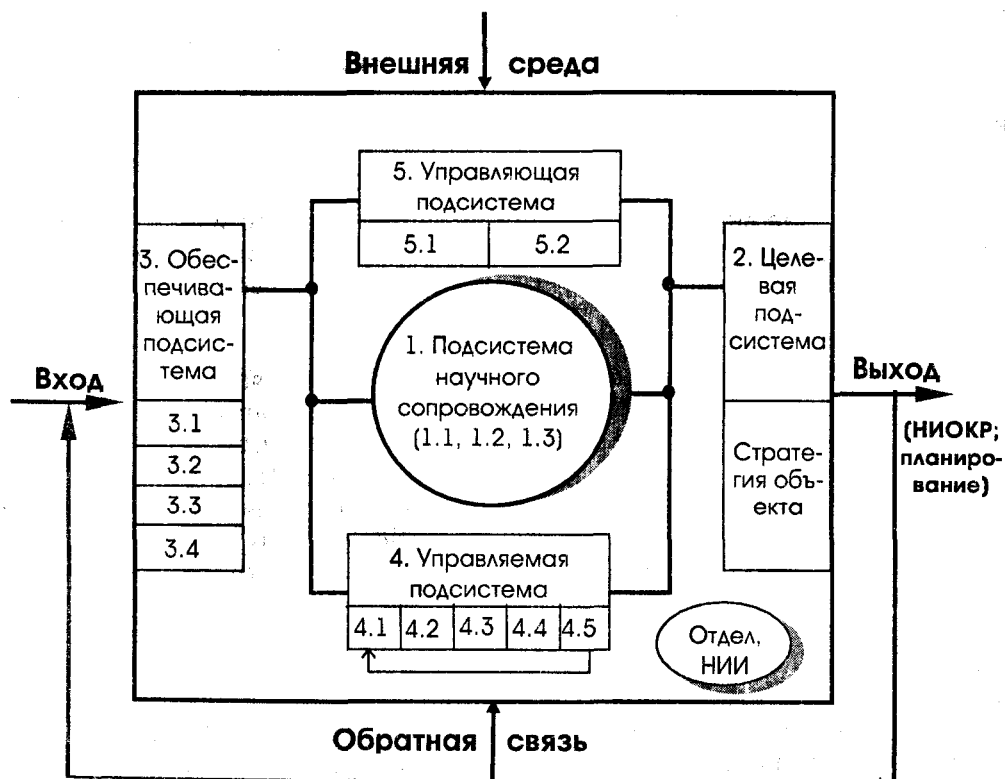 Внешняя среда
5. Управляющая
подсистема
5.1 5.2
3. Обес-
печива-
ющая
подсис-
тема
3.1
3.2
3.3
3.4
Вход
1. Подсистема
научного
сопровождения
(1.1, 1.2, 1.3)
2. Целе-
вая
под-
система
Страте-
гия объ-
екта
Выход
(НИОКР;
планиро-
вание)
4. Управляемая
подсистема
4.1 4.2 4.3 4.4 4.5
Отдел,
НИИ
Обратная связь